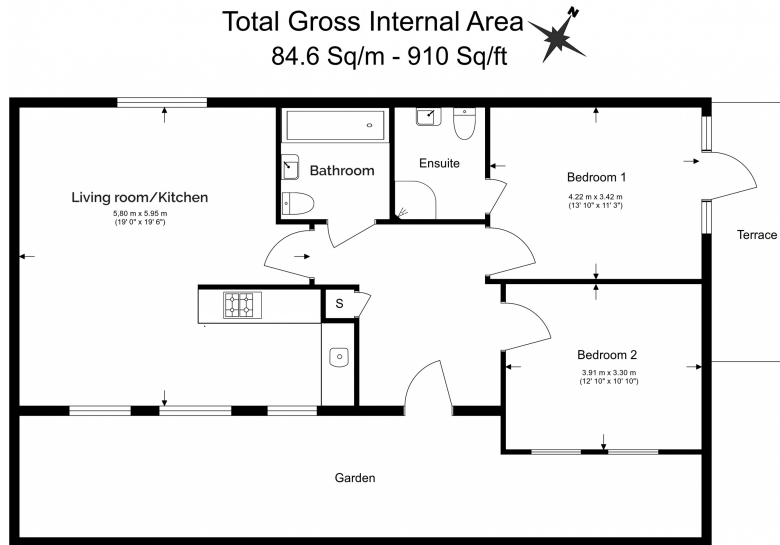 Total Gross Internal Area
84.6 Sq/m - 910 Sq/ft
N
Living room/Kitchen
5,80 m x 5.95 m
(19' 0" x 19' 6")
Bathroom
Ensuite
Bedroom 1
4.22 m x 3.42 m
(13' 10" x 11' 3")
Terrace
S
Bedroom 2
3.91 m x 3.30 m
(12' 10" x 10' 10")
Garden